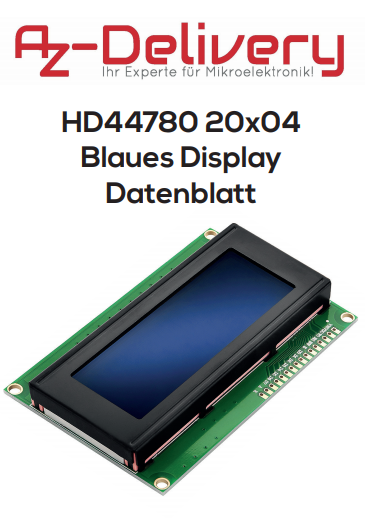 Az-Delivery
Ihr Experte für Mikroelektronik!
HD44780 20x04
Blaues Display
Datenblatt